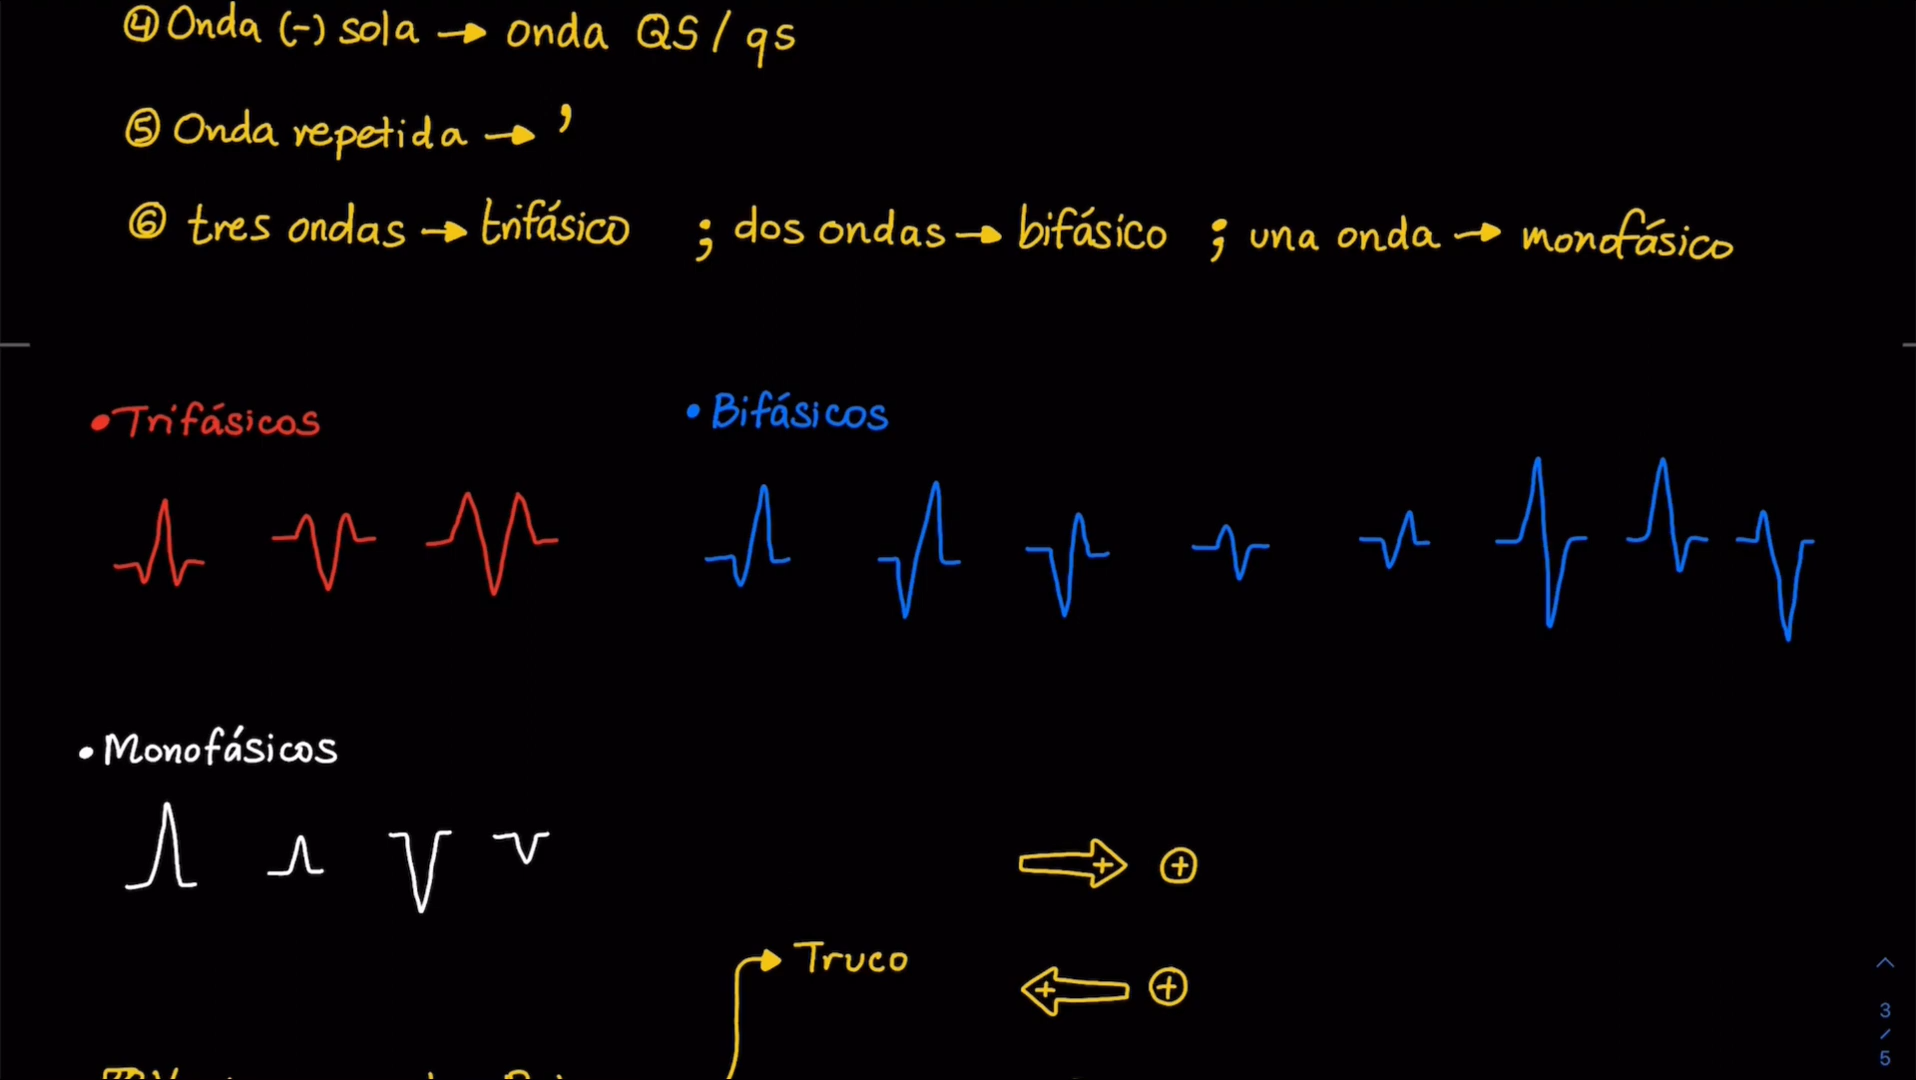 ④ Onda (-) sola → onda QS / qs
⑤ Onda repetida → ’
⑥ tres ondas → trifásico ; dos ondas → bifásico ; una onda → monofásico
• Trifásicos
• Bifásicos
• Monofásicos
+ +
Truco
+ +
3
/
5